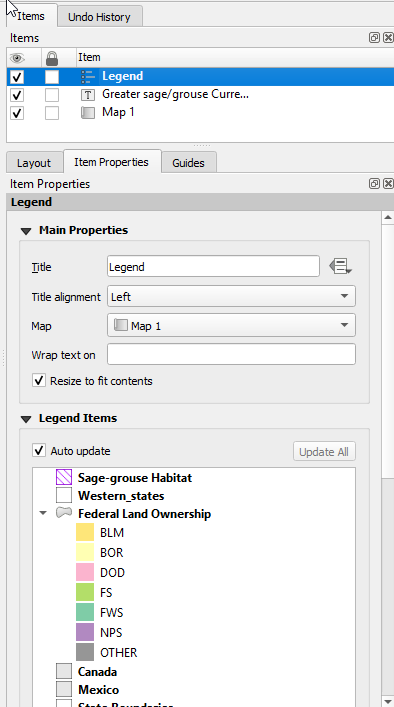 Items Undo History
Items
Item
Legend
T Greater sage/grouse Curre...
Map 1
Layout Item Properties Guides
Item Properties
Legend
Main Properties
Title Legend
Title alignment Left
Map Map 1
Wrap text on
Resize to fit contents
Legend Items
Auto update Update All
Sage-grouse Habitat
Western_states
Federal Land Ownership
BLM
BOR
DOD
FS
FWS
NPS
OTHER
Canada
Mexico
State Boundaries